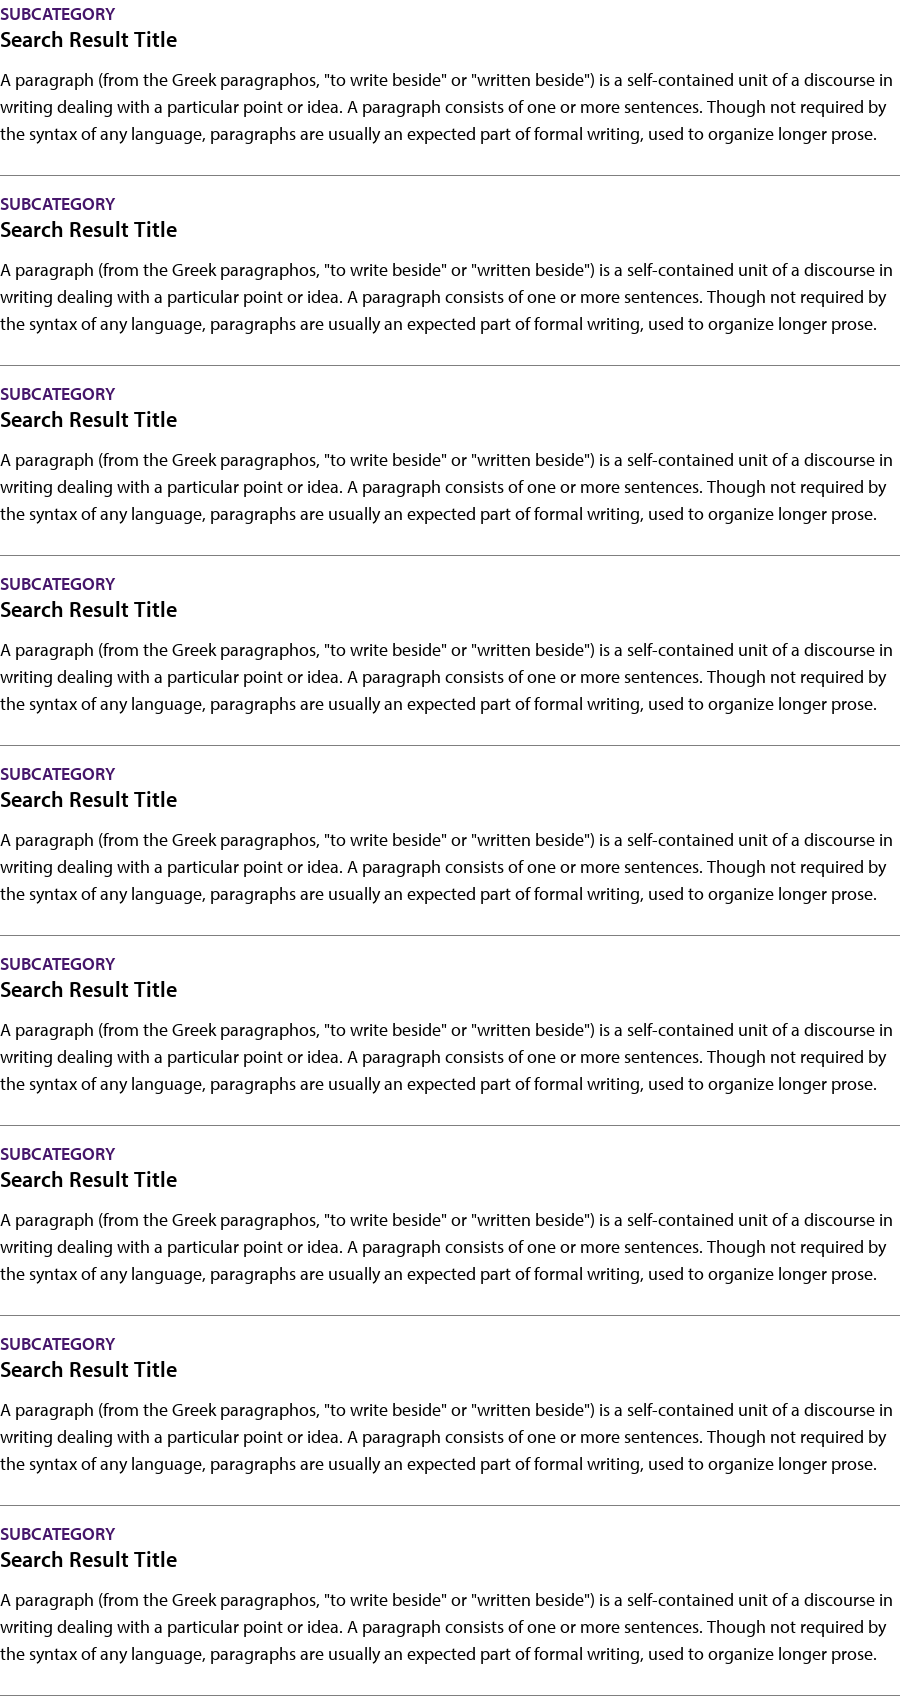 SUBCATEGORY
Search Result Title
A paragraph (from the Greek paragraphos, "to write beside" or "written beside") is a self-contained unit of a discourse in
writing dealing with a particular point or idea. A paragraph consists of one or more sentences. Though not required by
the syntax of any language, paragraphs are usually an expected part of formal writing, used to organize longer prose.
SUBCATEGORY
Search Result Title
A paragraph (from the Greek paragraphos, "to write beside" or "written beside") is a self-contained unit of a discourse in
writing dealing with a particular point or idea. A paragraph consists of one or more sentences. Though not required by
the syntax of any language, paragraphs are usually an expected part of formal writing, used to organize longer prose.
SUBCATEGORY
Search Result Title
A paragraph (from the Greek paragraphos, "to write beside" or "written beside") is a self-contained unit of a discourse in
writing dealing with a particular point or idea. A paragraph consists of one or more sentences. Though not required by
the syntax of any language, paragraphs are usually an expected part of formal writing, used to organize longer prose.
SUBCATEGORY
Search Result Title
A paragraph (from the Greek paragraphos, "to write beside" or "written beside") is a self-contained unit of a discourse in
writing dealing with a particular point or idea. A paragraph consists of one or more sentences. Though not required by
the syntax of any language, paragraphs are usually an expected part of formal writing, used to organize longer prose.
SUBCATEGORY
Search Result Title
A paragraph (from the Greek paragraphos, "to write beside" or "written beside") is a self-contained unit of a discourse in
writing dealing with a particular point or idea. A paragraph consists of one or more sentences. Though not required by
the syntax of any language, paragraphs are usually an expected part of formal writing, used to organize longer prose.
SUBCATEGORY
Search Result Title
A paragraph (from the Greek paragraphos, "to write beside" or "written beside") is a self-contained unit of a discourse in
writing dealing with a particular point or idea. A paragraph consists of one or more sentences. Though not required by
the syntax of any language, paragraphs are usually an expected part of formal writing, used to organize longer prose.
SUBCATEGORY
Search Result Title
A paragraph (from the Greek paragraphos, "to write beside" or "written beside") is a self-contained unit of a discourse in
writing dealing with a particular point or idea. A paragraph consists of one or more sentences. Though not required by
the syntax of any language, paragraphs are usually an expected part of formal writing, used to organize longer prose.
SUBCATEGORY
Search Result Title
A paragraph (from the Greek paragraphos, "to write beside" or "written beside") is a self-contained unit of a discourse in
writing dealing with a particular point or idea. A paragraph consists of one or more sentences. Though not required by
the syntax of any language, paragraphs are usually an expected part of formal writing, used to organize longer prose.
SUBCATEGORY
Search Result Title
A paragraph (from the Greek paragraphos, "to write beside" or "written beside") is a self-contained unit of a discourse in
writing dealing with a particular point or idea. A paragraph consists of one or more sentences. Though not required by
the syntax of any language, paragraphs are usually an expected part of formal writing, used to organize longer prose.